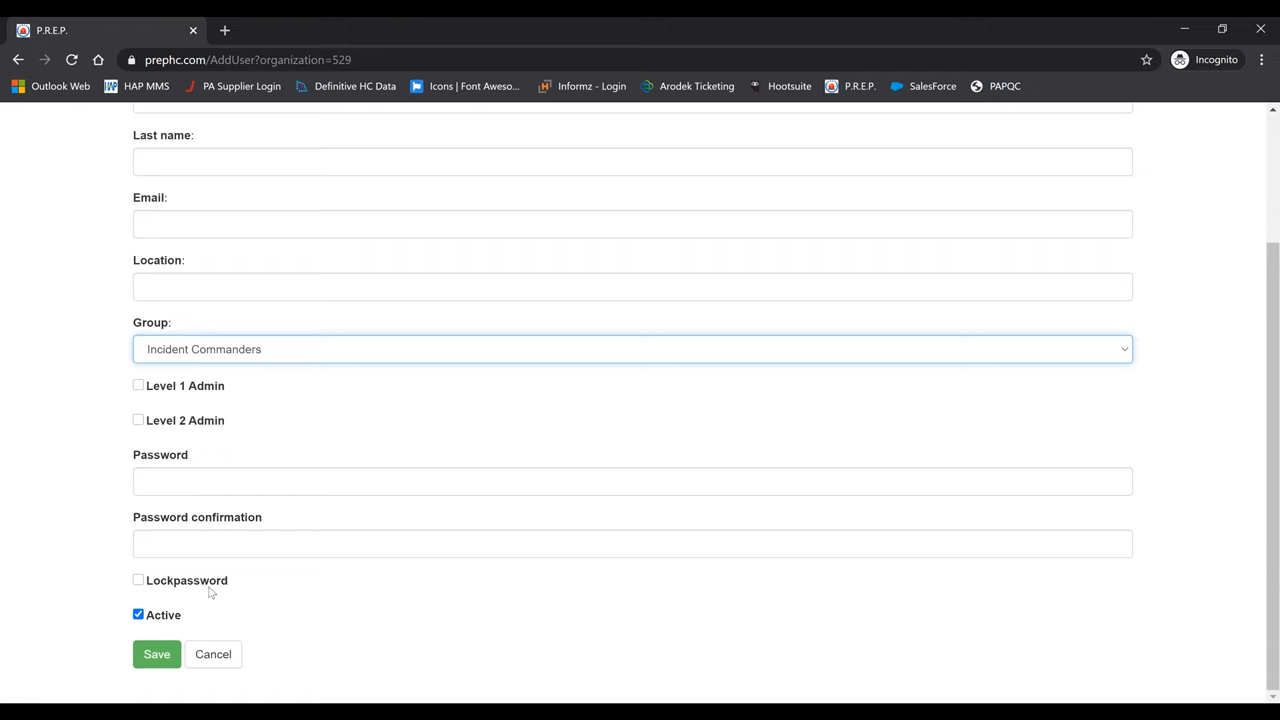 P.R.E.P.
prephc.com/AddUser?organization=529
Incognito
Outlook Web
HAP MMS
PA Supplier Login
Definitive HC Data
Icons | Font Aweso...
Informz - Login
Arodek Ticketing
Hootsuite
P.R.E.P.
SalesForce
PAPQC
Last name:
Email:
Location:
Group:
Incident Commanders
Level 1 Admin
Level 2 Admin
Password
Password confirmation
Lockpassword
Active
Save
Cancel